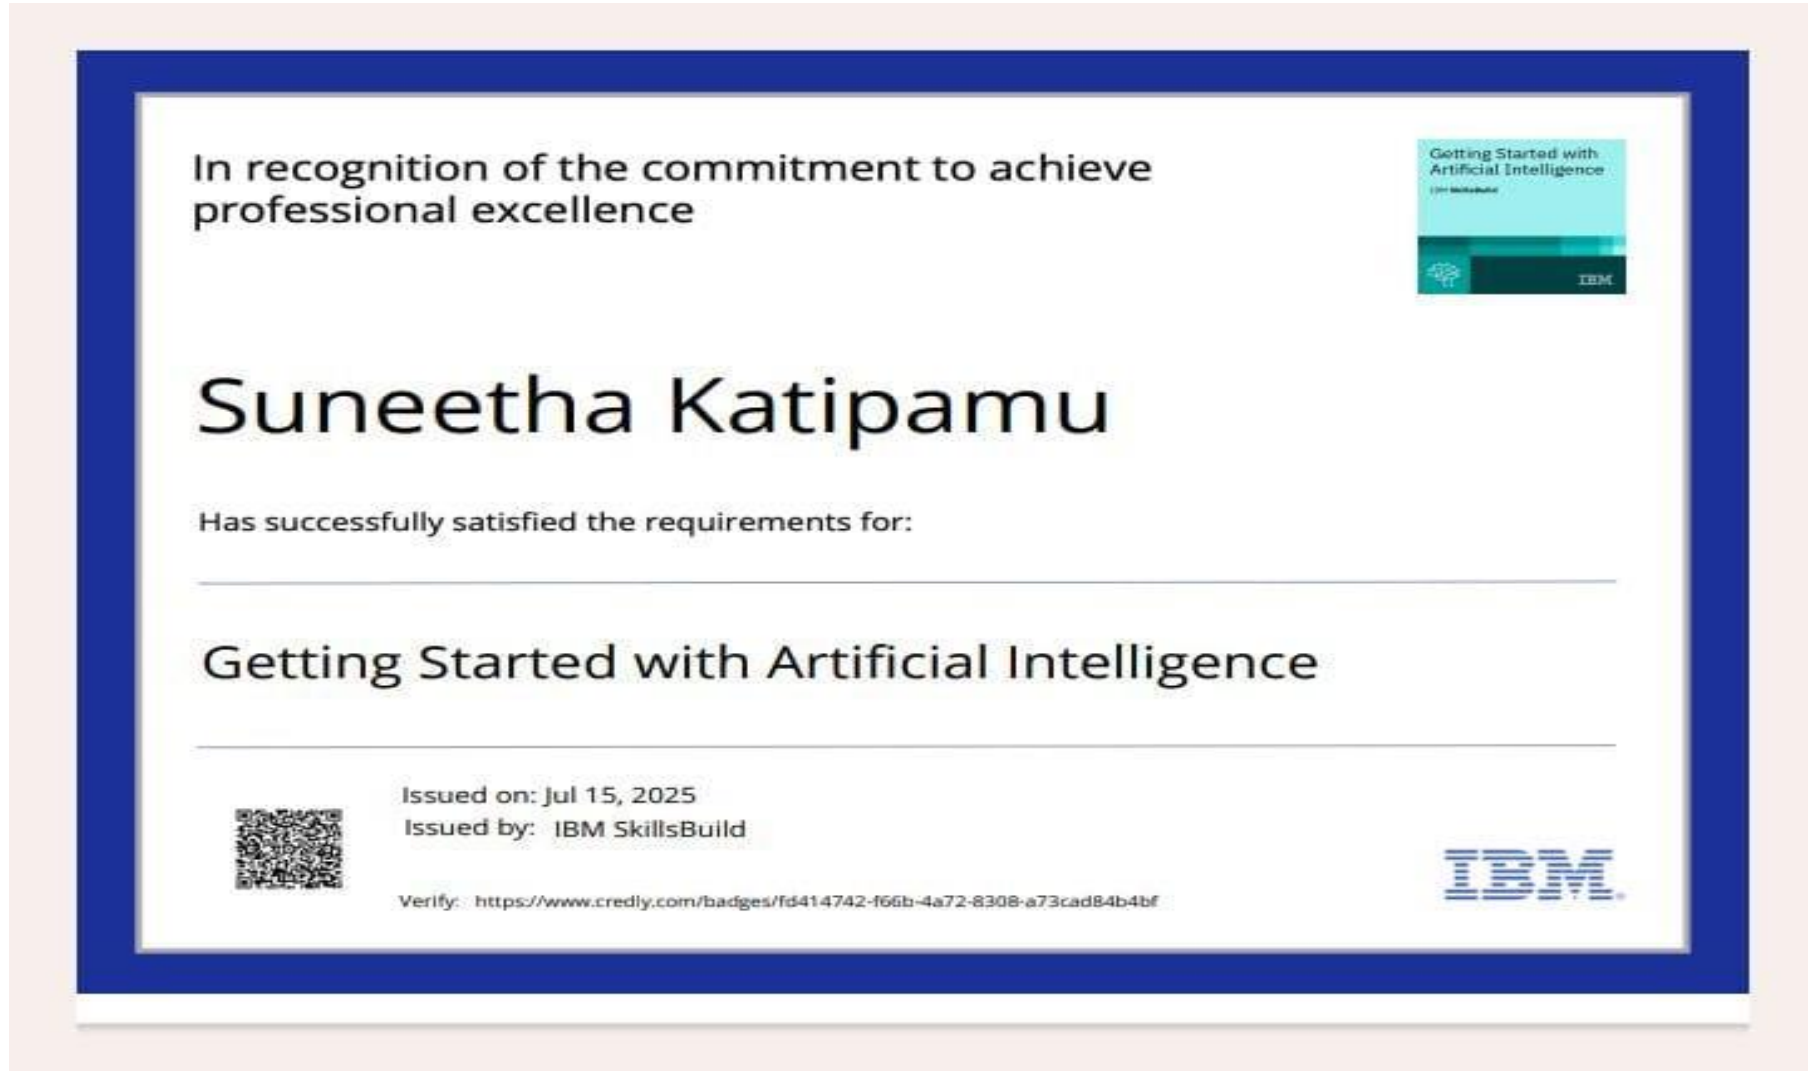 In recognition of the commitment to achieve
professional excellence
Getting Started with
Artificial Intelligence
IBM SkillsBuild
IBM
Suneetha Katipamu
Has successfully satisfied the requirements for:
Getting Started with Artificial Intelligence
Issued on: Jul 15, 2025
Issued by: IBM SkillsBuild
Verify: https://www.credly.com/badges/fd414742-f66b-4a72-8308-a73cad84b4bf
IBM.